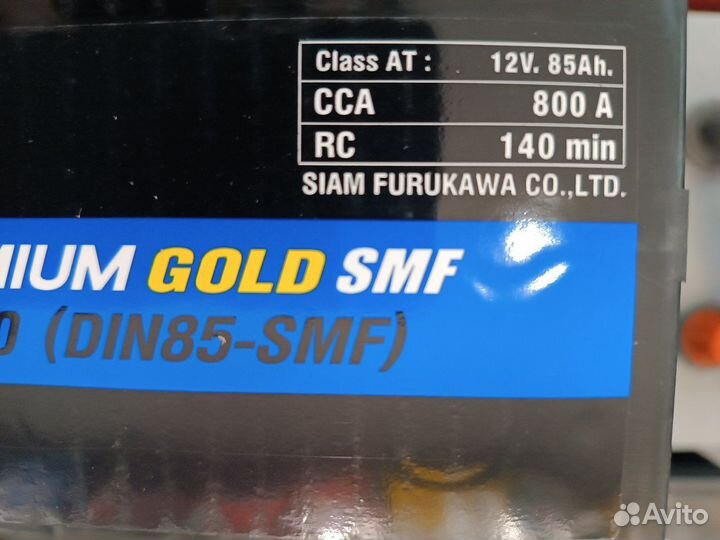 Class AT : 12V. 85Ah.
CCA 800 A
RC 140 min
SIAM FURUKAWA CO.,LTD.
MIUM GOLD SMF
0 (DIN85-SMF)
Avito